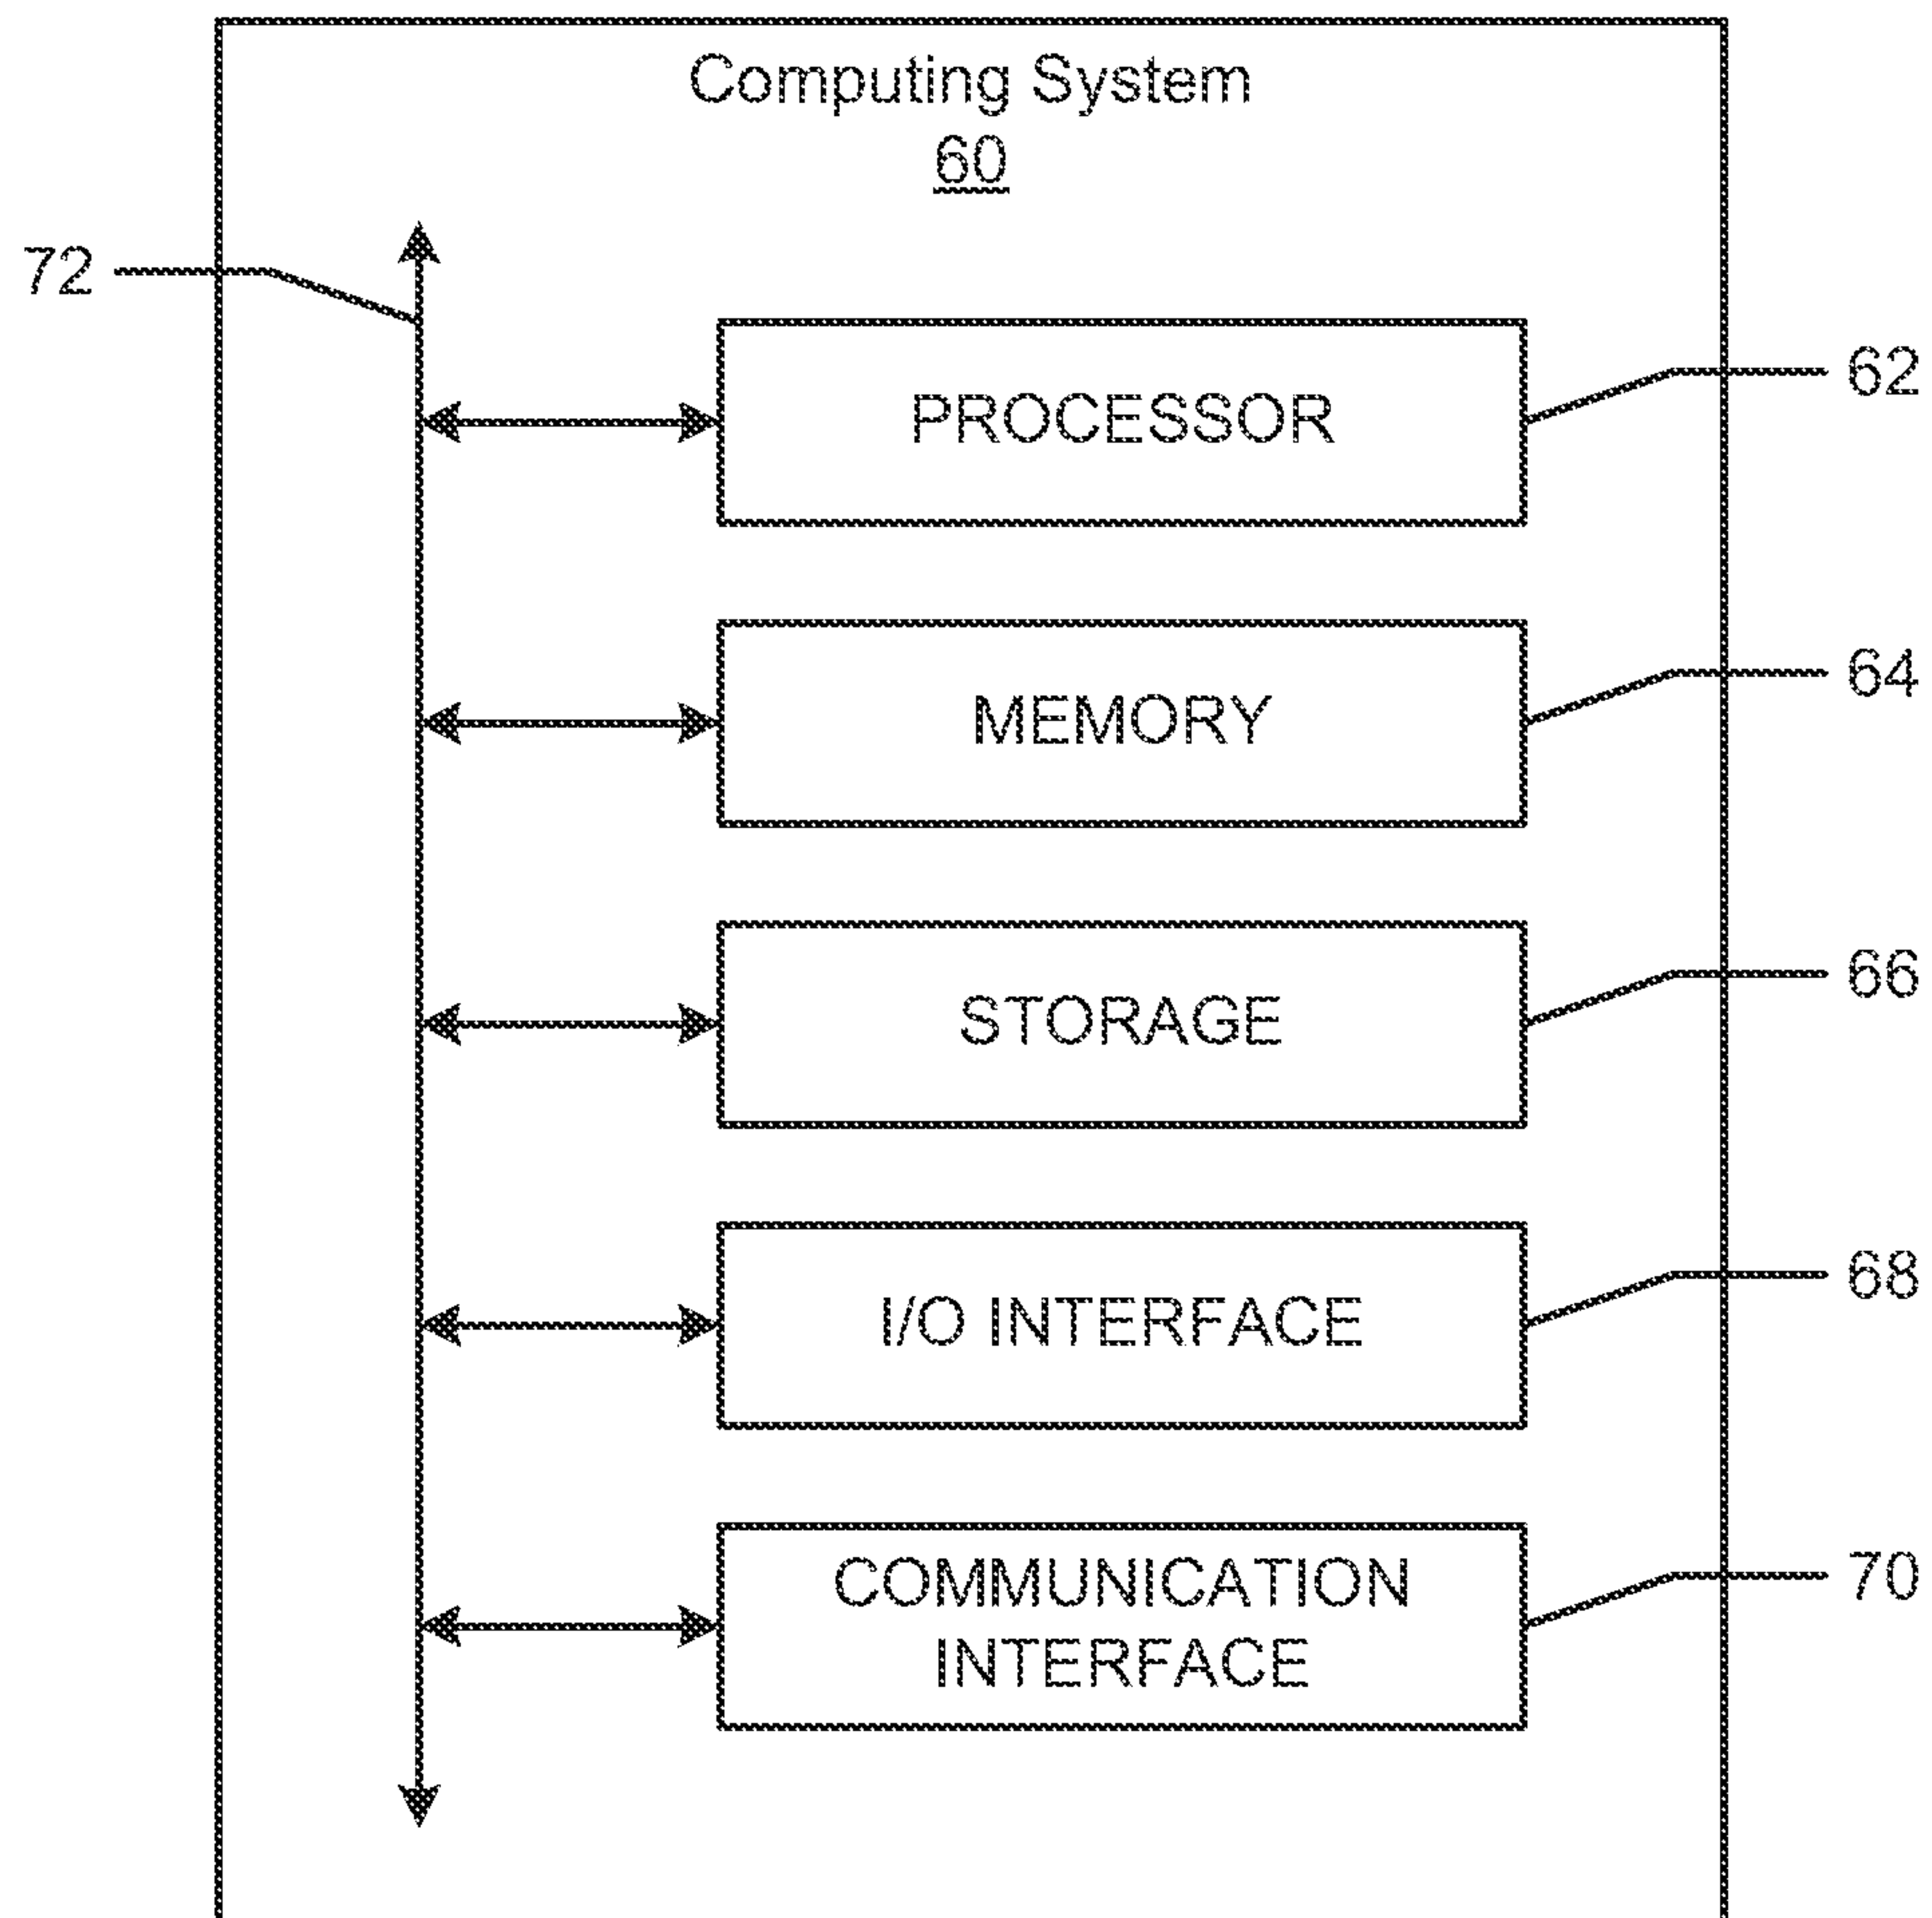 Computing System
60
72
PROCESSOR
62
MEMORY
64
STORAGE
66
I/O INTERFACE
68
COMMUNICATION
INTERFACE
70